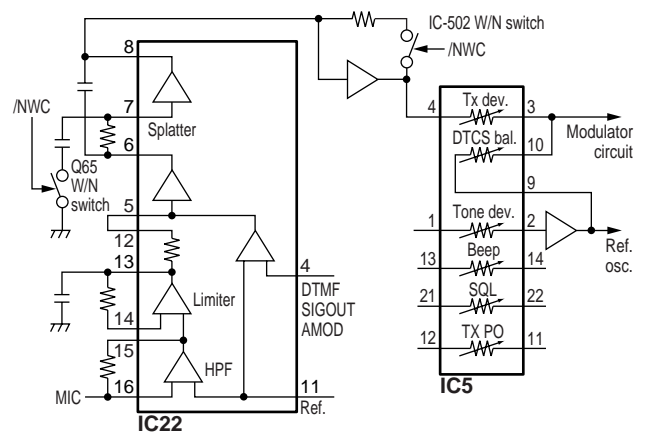 IC-502 W/N switch
/NWC
8
7
Splatter
/NWC
6
Q65
W/N
switch
5
12
13
Limiter
14
15
HPF
MIC
16
4
DTMF
SIGOUT
AMOD
11
Ref.
IC22
4
Tx dev.
3
DTCS bal.
10
Modulator
circuit
9
1
Tone dev.
2
Ref.
osc.
13
Beep
14
21
SQL
22
12
TX PO
11
IC5